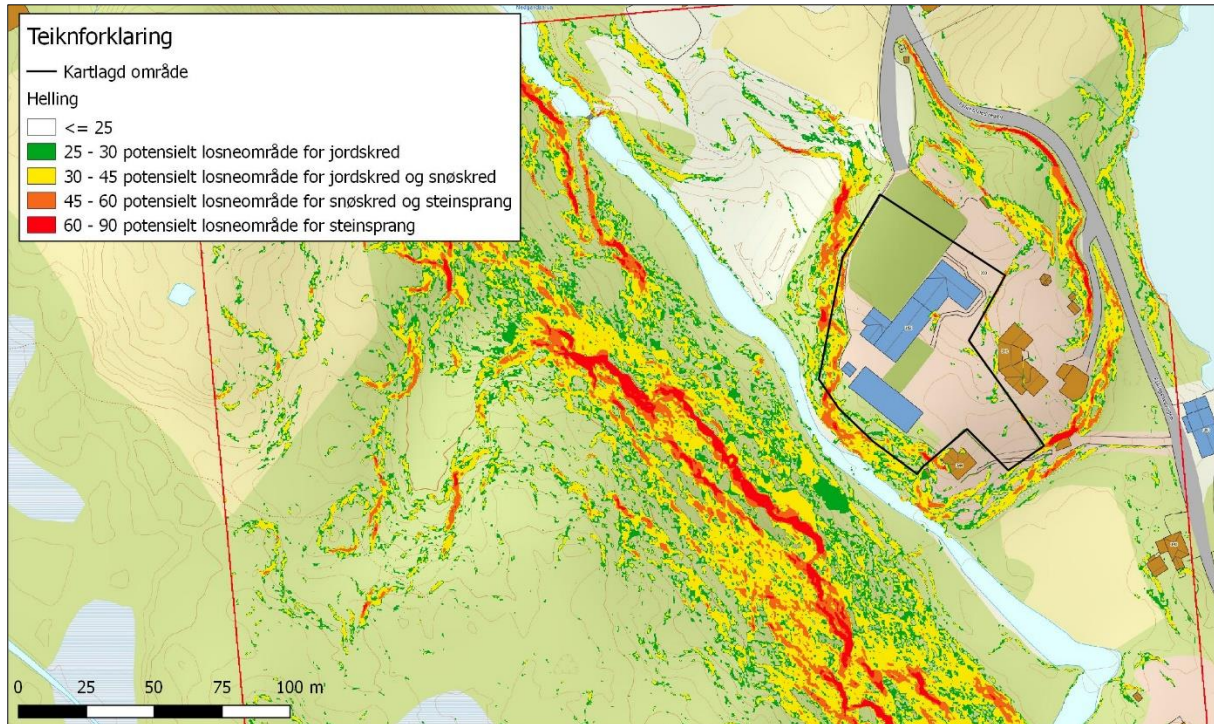 Teiknforklaring
Kartlagd område
Helling
<= 25
25 - 30 potensielt losneområde for jordskred
30 - 45 potensielt losneområde for jordskred og snøskred
45 - 60 potensielt losneområde for snøskred og steinsprang
60 - 90 potensielt losneområde for steinsprang
0 25 50 75 100 m